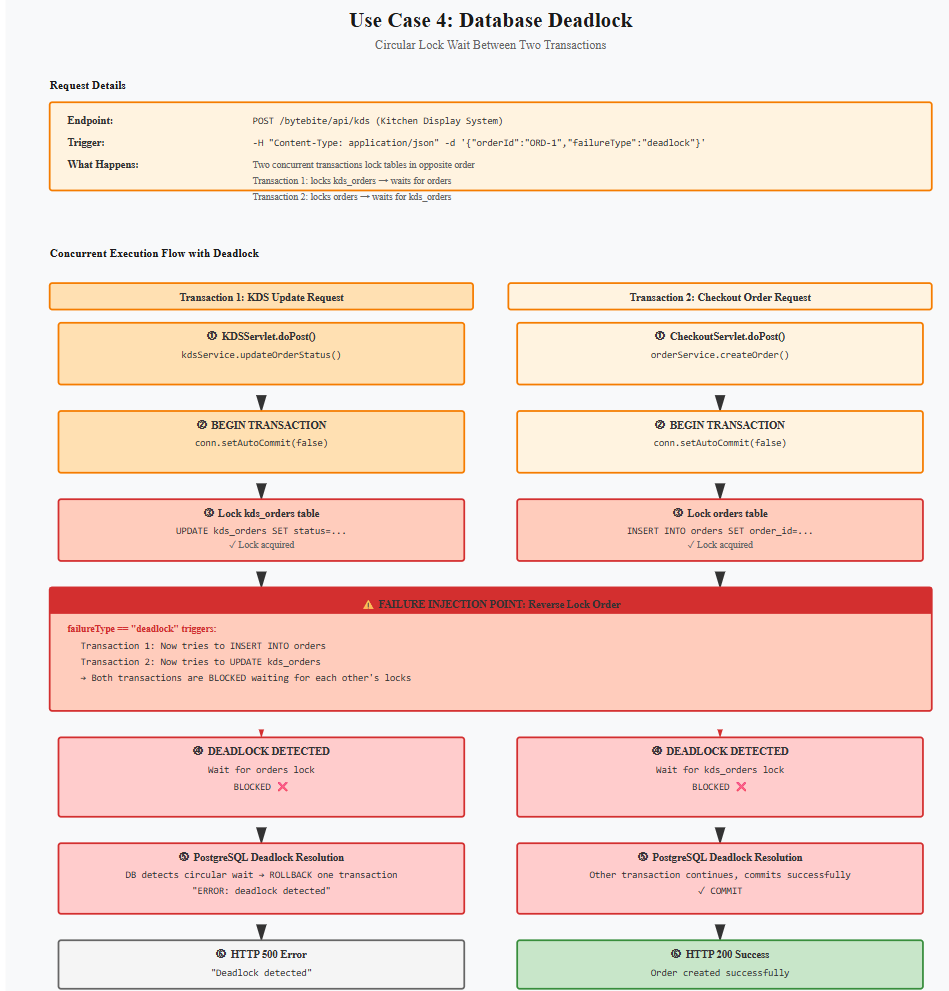 Use Case 4: Database Deadlock
Circular Lock Wait Between Two Transactions
Request Details
Endpoint: POST /bytebite/api/kds (Kitchen Display System)
Trigger: -H "Content-Type: application/json" -d '{"orderId":"ORD-1","failureType":"deadlock"}'
What Happens: Two concurrent transactions lock tables in opposite order
Transaction 1: locks kds_orders → waits for orders
Transaction 2: locks orders → waits for kds_orders
Concurrent Execution Flow with Deadlock
Transaction 1: KDS Update Request
① KDSServlet.doPost()
kdsService.updateOrderStatus()
② BEGIN TRANSACTION
conn.setAutoCommit(false)
③ Lock kds_orders table
UPDATE kds_orders SET status=...
✓ Lock acquired
Transaction 2: Checkout Order Request
① CheckoutServlet.doPost()
orderService.createOrder()
② BEGIN TRANSACTION
conn.setAutoCommit(false)
③ Lock orders table
INSERT INTO orders SET order_id=...
✓ Lock acquired
⚠ FAILURE INJECTION POINT: Reverse Lock Order
failureType == "deadlock" triggers:
Transaction 1: Now tries to INSERT INTO orders
Transaction 2: Now tries to UPDATE kds_orders
→ Both transactions are BLOCKED waiting for each other's locks
④ DEADLOCK DETECTED
Wait for orders lock
BLOCKED ❌
⑤ PostgreSQL Deadlock Resolution
DB detects circular wait → ROLLBACK one transaction
"ERROR: deadlock detected"
⑥ HTTP 500 Error
"Deadlock detected"
④ DEADLOCK DETECTED
Wait for kds_orders lock
BLOCKED ❌
⑤ PostgreSQL Deadlock Resolution
Other transaction continues, commits successfully
✓ COMMIT
⑥ HTTP 200 Success
Order created successfully